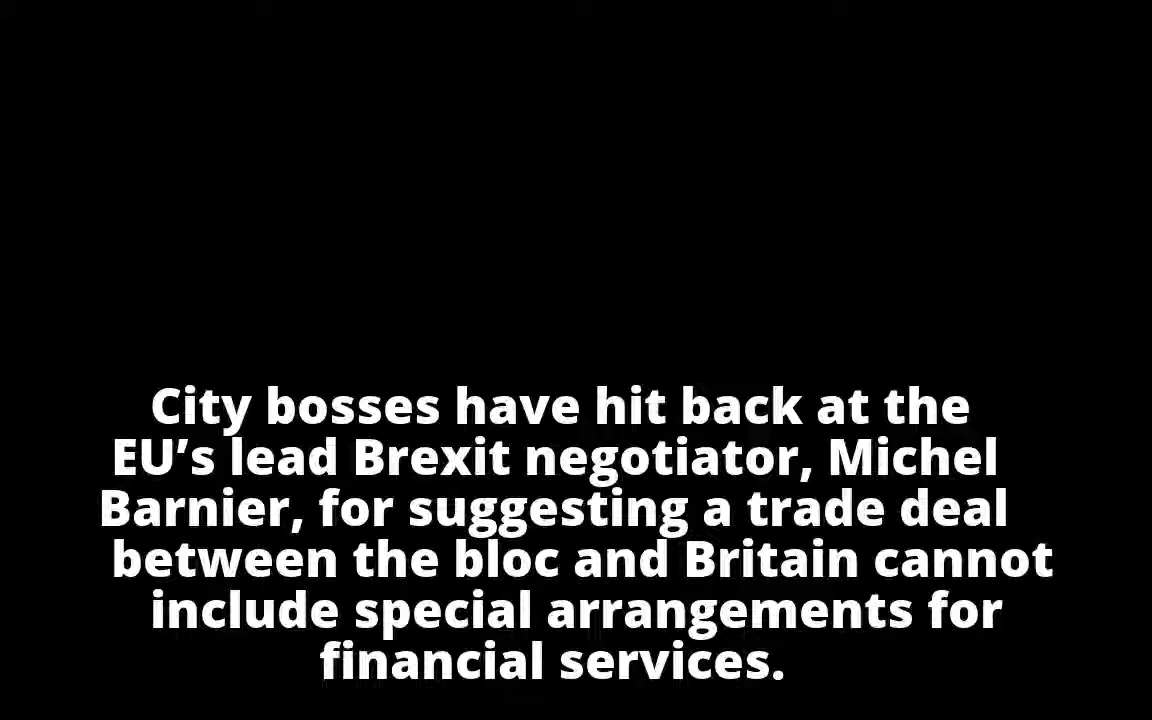 City bosses have hit back at the
EU’s lead Brexit negotiator, Michel
Barnier, for suggesting a trade deal
between the bloc and Britain cannot
include special arrangements for
financial services.